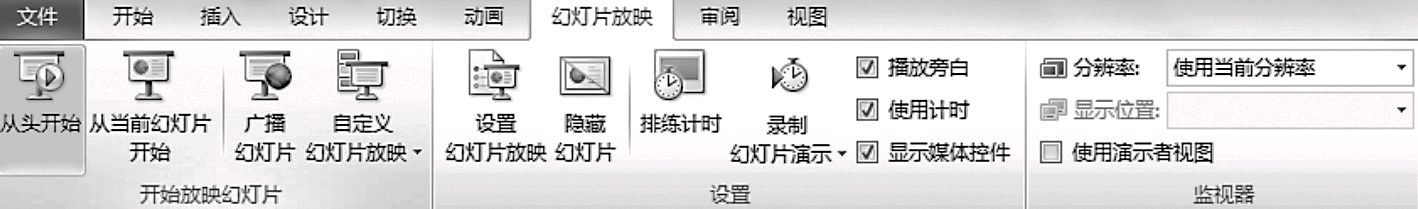 文件 开始 插入 设计 切换 动画 幻灯片放映 审阅 视图
从头开始
从当前幻灯片
开始
广播
幻灯片
自定义
幻灯片放映
开始放映幻灯片
设置
幻灯片放映
隐藏
幻灯片
排练计时
录制
幻灯片演示
播放旁白
使用计时
显示媒体控件
设置
分辨率: 使用当前分辨率
显示位置:
使用演示者视图
监视器